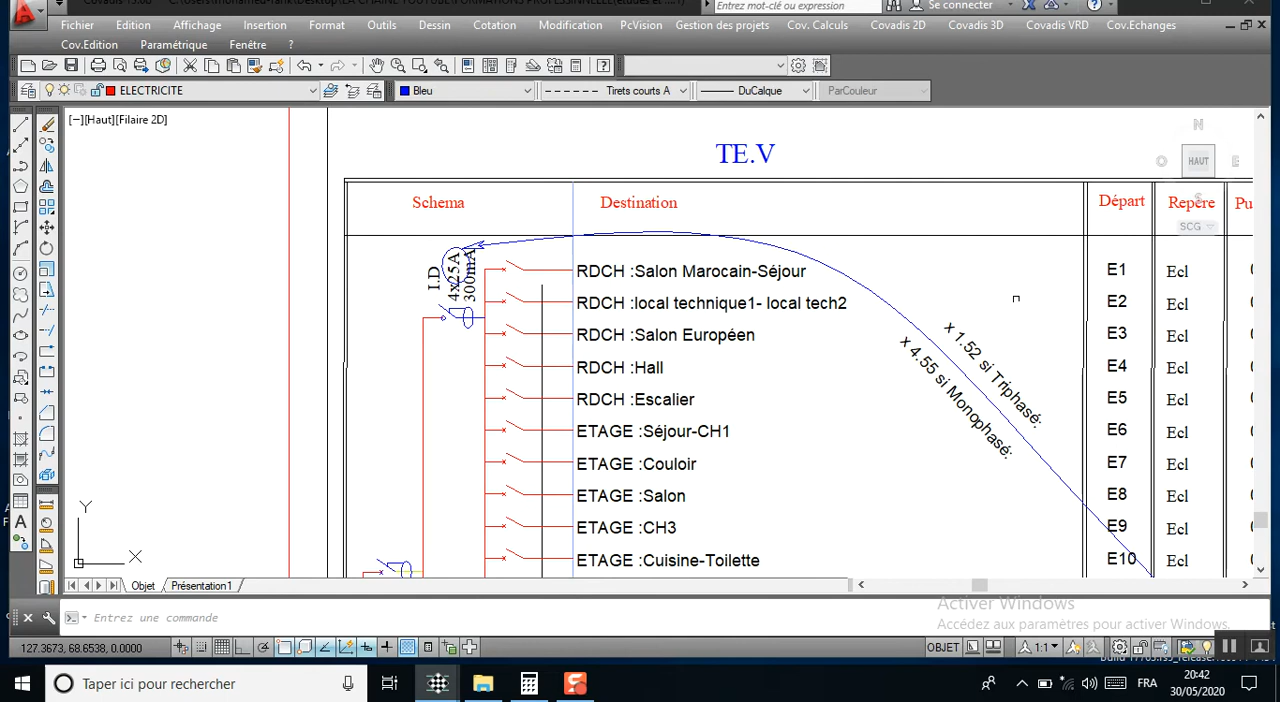 Covadis 15.0b
Entrez mot-clé ou expression
Se connecter
Fichier Edition Affichage Insertion Format Outils Dessin Cotation Modification PcVision Gestion des projets Cov. Calculs Covadis 2D Covadis 3D Covadis VRD Cov.Echanges
Cov.Edition Paramétrique Fenêtre ?
ELECTRICITE Bleu Tirets courts A DuCalque ParCouleur
[−][Haut][Filaire 2D]
N
O HAUT E
S
SCG
TE.V
Schema Destination Départ Repère Pu
I.D
4x25A
300mA
RDCH :Salon Marocain-Séjour E1 Ecl
RDCH :local technique1- local tech2 E2 Ecl
RDCH :Salon Européen E3 Ecl
RDCH :Hall E4 Ecl
RDCH :Escalier E5 Ecl
ETAGE :Séjour-CH1 E6 Ecl
ETAGE :Couloir E7 Ecl
ETAGE :Salon E8 Ecl
ETAGE :CH3 E9 Ecl
ETAGE :Cuisine-Toilette E10 Ecl
x 1.52 si Triphasé:
x 4.55 si Monophasé:
Y
X
Objet Présentation1
Activer Windows
Accédez aux paramètres pour activer Windows.
Entrez une commande
127.3673, 68.6538, 0.0000
OBJET 1:1
Taper ici pour rechercher
FRA
20:42
30/05/2020